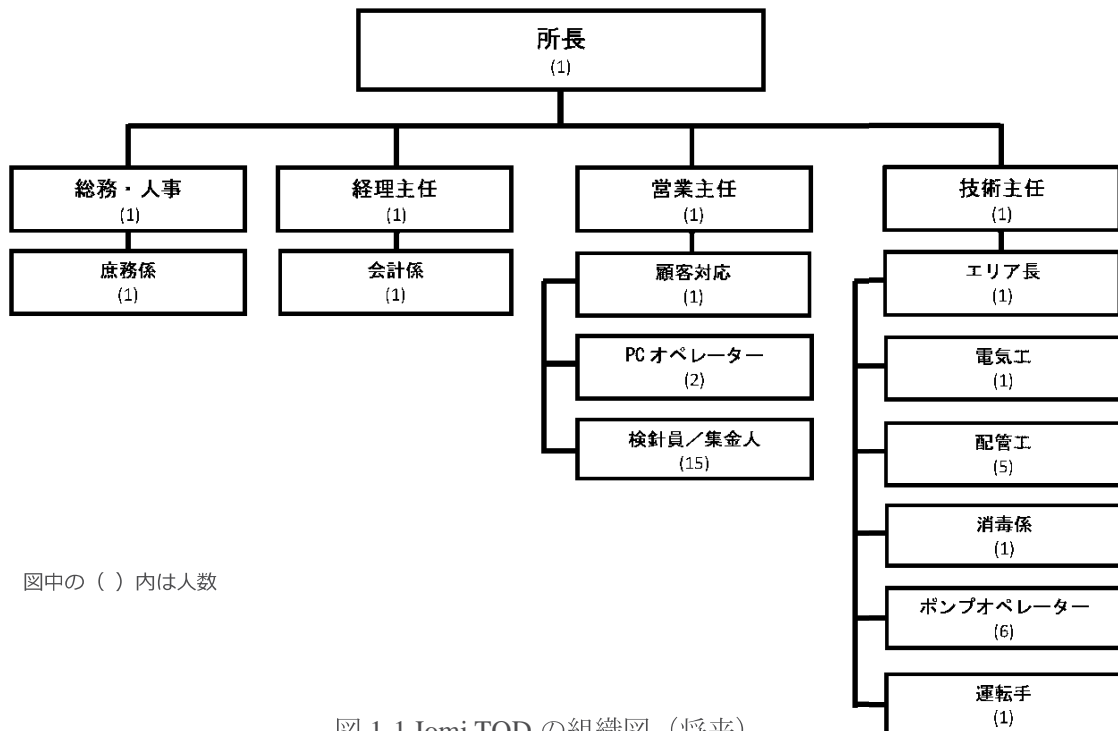 所長
(1)
総務・人事
(1)
経理主任
(1)
営業主任
(1)
技術主任
(1)
庶務係
(1)
会計係
(1)
顧客対応
(1)
エリア長
(1)
PC オペレーター
(2)
電気工
(1)
検針員／集金人
(15)
配管工
(5)
消毒係
(1)
図中の（ ）内は人数
ポンプオペレーター
(6)
運転手
(1)